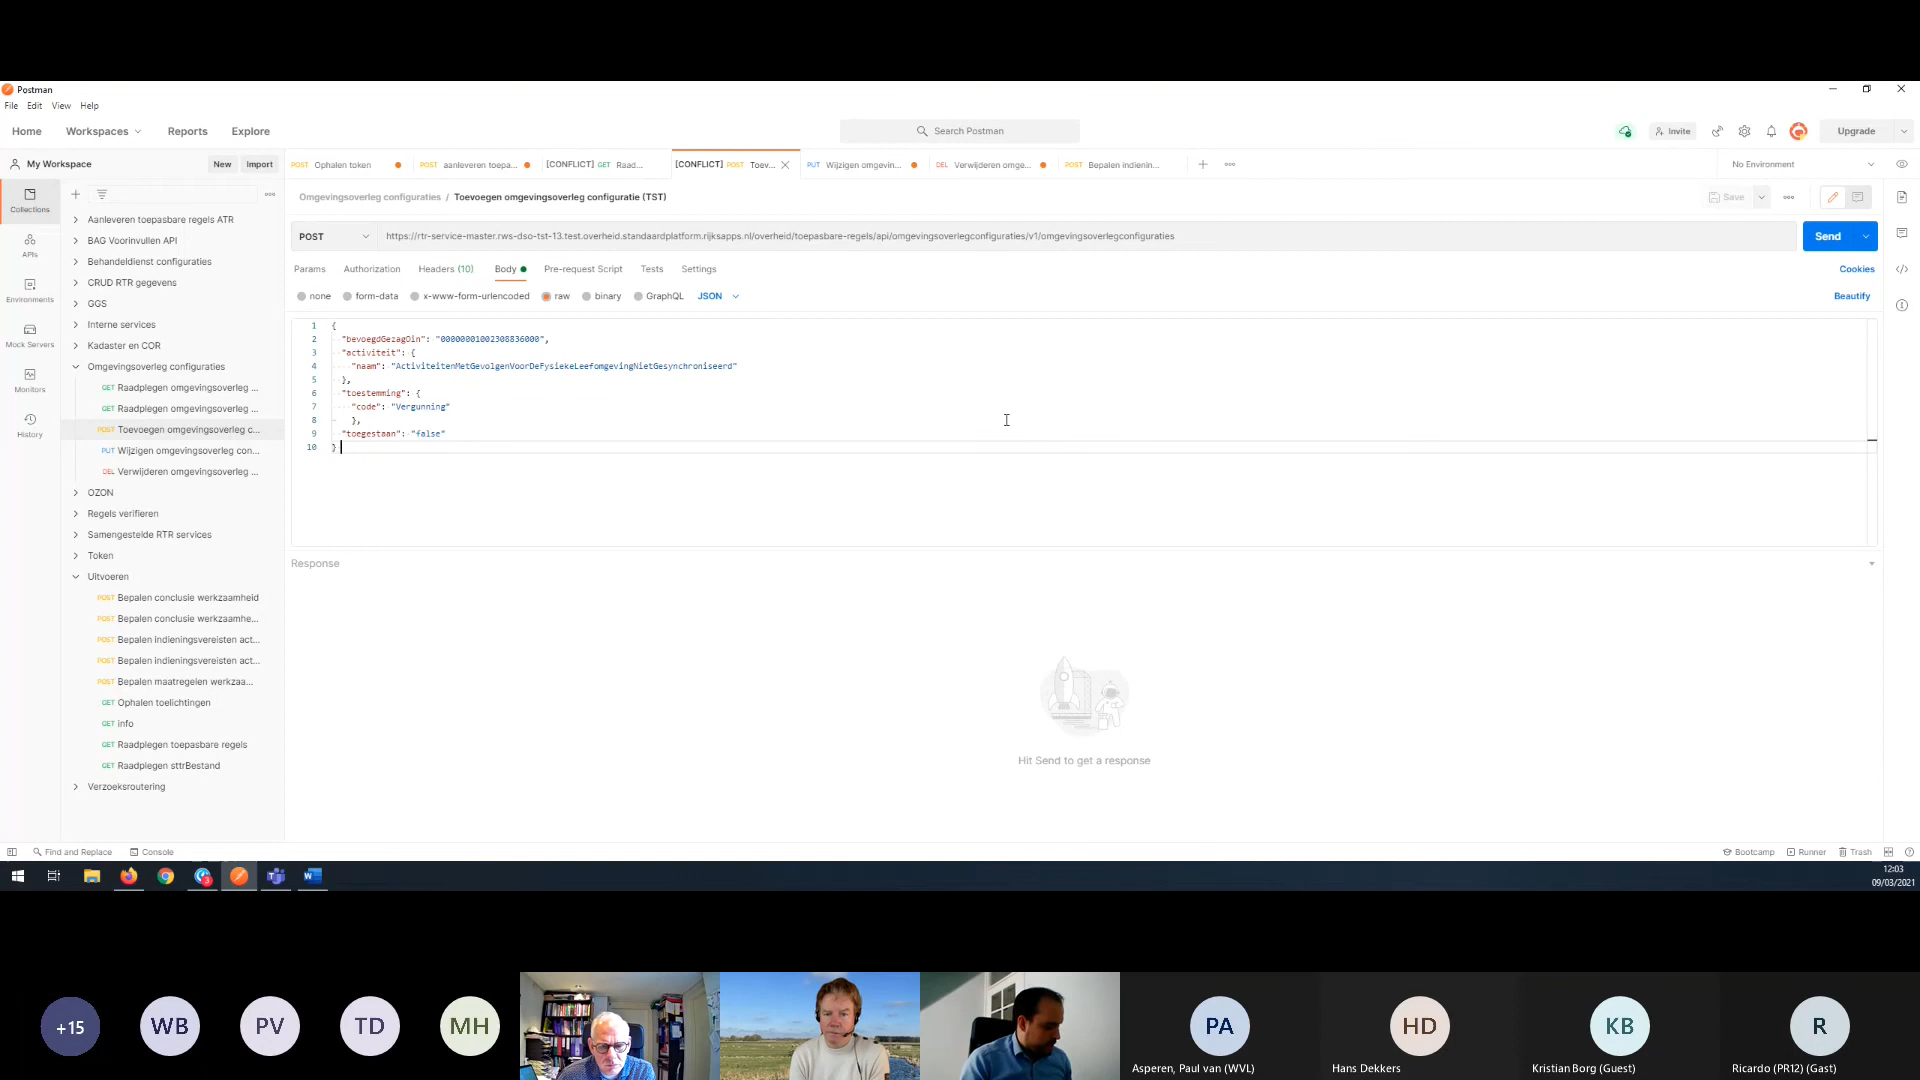 Postman
File Edit View Help
Home Workspaces Reports Explore
Search Postman
Invite
Upgrade
My Workspace
New Import
POST Ophalen token
POST aanleveren toepa...
[CONFLICT] GET Raad...
[CONFLICT] POST Toev...
PUT Wijzigen omgevin...
DEL Verwijderen omge...
POST Bepalen indienin...
No Environment
Collections
APIs
Environments
Mock Servers
Monitors
History
Aanleveren toepasbare regels ATR
BAG Voorinvullen API
Behandeldienst configuraties
CRUD RTR gegevens
GGS
Interne services
Kadaster en COR
Omgevingsoverleg configuraties
GET Raadplegen omgevingsoverleg ...
GET Raadplegen omgevingsoverleg ...
POST Toevoegen omgevingsoverleg c...
PUT Wijzigen omgevingsoverleg con...
DEL Verwijderen omgevingsoverleg ...
OZON
Regels verifieren
Samengestelde RTR services
Token
Uitvoeren
POST Bepalen conclusie werkzaamheid
POST Bepalen conclusie werkzaamhe...
POST Bepalen indieningsvereisten act...
POST Bepalen indieningsvereisten act...
POST Bepalen maatregelen werkzaa...
GET Ophalen toelichtingen
GET info
GET Raadplegen toepasbare regels
GET Raadplegen sttrBestand
Verzoeksroutering
Omgevingsoverleg configuraties / Toevoegen omgevingsoverleg configuratie (TST)
Save
POST https://rtr-service-master.rws-dso-tst-13.test.overheid.standaardplatform.rijksapps.nl/overheid/toepasbare-regels/api/omgevingsoverlegconfiguraties/v1/omgevingsoverlegconfiguraties
Send
Params Authorization Headers (10) Body Pre-request Script Tests Settings
Cookies
none form-data x-www-form-urlencoded raw binary GraphQL JSON
Beautify
1 {
2 "bevoegdGezagOin": "00000001002308836000",
3 "activiteit": {
4 "naam": "ActiviteitenMetGevolgenVoorDeFysiekeLeefomgevingNietGesynchroniseerd"
5 },
6 "toestemming": {
7 "code": "Vergunning"
8 },
9 "toegestaan": "false"
10 }
Response
Hit Send to get a response
Find and Replace Console
Bootcamp Runner Trash
12:03
09/03/2021
+15
WB
PV
TD
MH
PA
Asperen, Paul van (WVL)
HD
Hans Dekkers
KB
Kristian Borg (Guest)
R
Ricardo (PR12) (Gast)